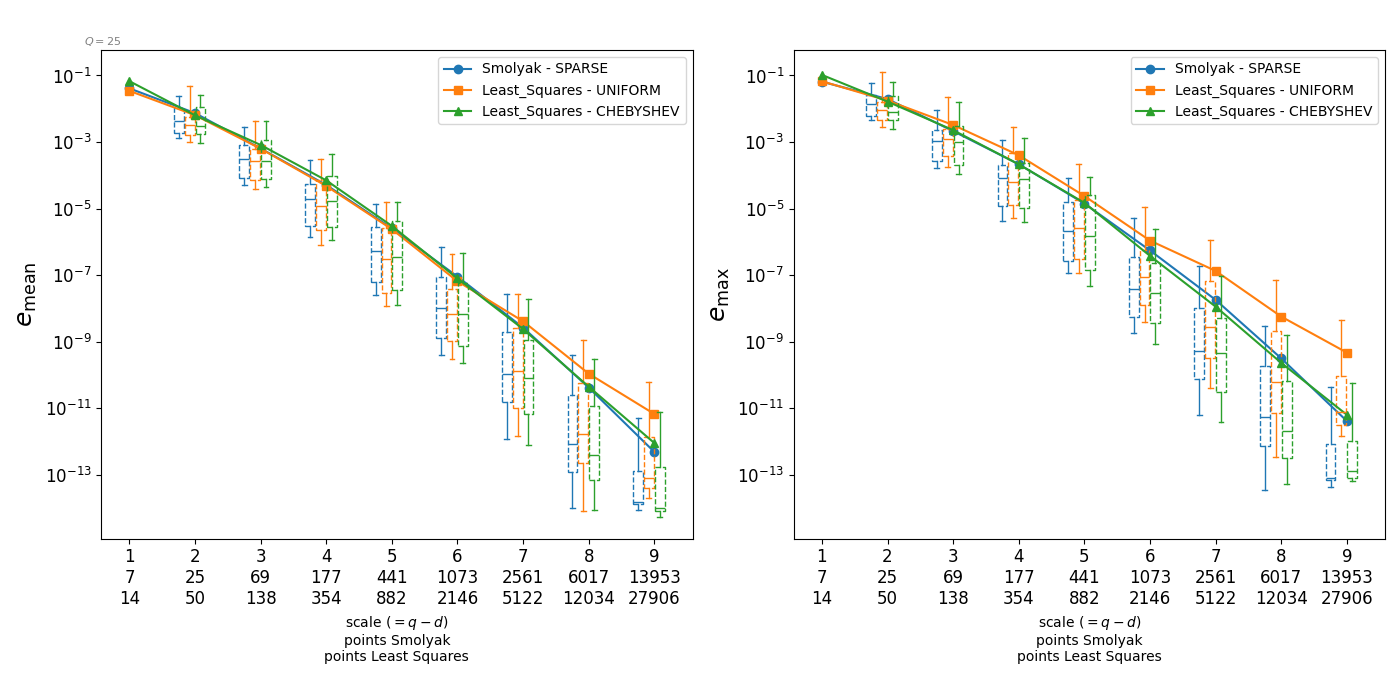 Q = 25
10⁻¹
10⁻³
10⁻⁵
10⁻⁷
10⁻⁹
10⁻¹¹
10⁻¹³
e_mean
Smolyak - SPARSE
Least_Squares - UNIFORM
Least_Squares - CHEBYSHEV
1 2 3 4 5 6 7 8 9
7 25 69 177 441 1073 2561 6017 13953
14 50 138 354 882 2146 5122 12034 27906
scale (= q − d)
points Smolyak
points Least Squares
10⁻¹
10⁻³
10⁻⁵
10⁻⁷
10⁻⁹
10⁻¹¹
10⁻¹³
e_max
Smolyak - SPARSE
Least_Squares - UNIFORM
Least_Squares - CHEBYSHEV
1 2 3 4 5 6 7 8 9
7 25 69 177 441 1073 2561 6017 13953
14 50 138 354 882 2146 5122 12034 27906
scale (= q − d)
points Smolyak
points Least Squares